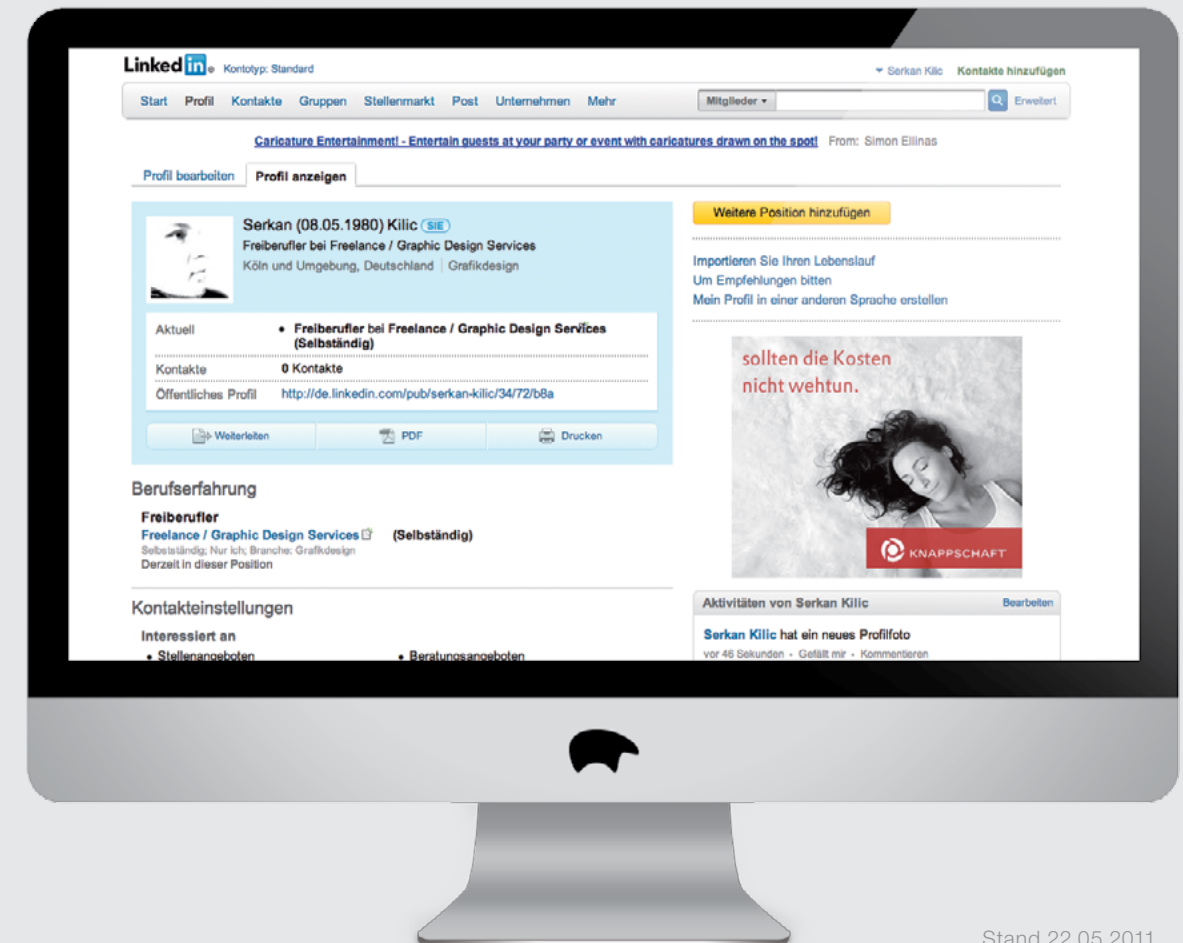 Linked in® Kontotyp: Standard
Serkan Kilic Kontakte hinzufügen
Start Profil Kontakte Gruppen Stellenmarkt Post Unternehmen Mehr
Mitglieder Erweitert
Caricature Entertainment! - Entertain guests at your party or event with caricatures drawn on the spot! From: Simon Ellinas
Profil bearbeiten Profil anzeigen
Serkan (08.05.1980) Kilic SIE
Freiberufler bei Freelance / Graphic Design Services
Köln und Umgebung, Deutschland | Grafikdesign
Aktuell • Freiberufler bei Freelance / Graphic Design Services
(Selbständig)
Kontakte 0 Kontakte
Öffentliches Profil http://de.linkedin.com/pub/serkan-kilic/34/72/b8a
Weiterleiten PDF Drucken
Berufserfahrung
Freiberufler
Freelance / Graphic Design Services (Selbständig)
Selbstständig; Nur ich; Branche: Grafikdesign
Derzeit in dieser Position
Kontakteinstellungen
Interessiert an
• Stellenangeboten • Beratungsangeboten
Weitere Position hinzufügen
Importieren Sie Ihren Lebenslauf
Um Empfehlungen bitten
Mein Profil in einer anderen Sprache erstellen
sollten die Kosten
nicht wehtun.
KNAPPSCHAFT
Aktivitäten von Serkan Kilic Bearbeiten
Serkan Kilic hat ein neues Profilfoto
vor 46 Sekunden • Gefällt mir • Kommentieren
Stand 22.05.2011